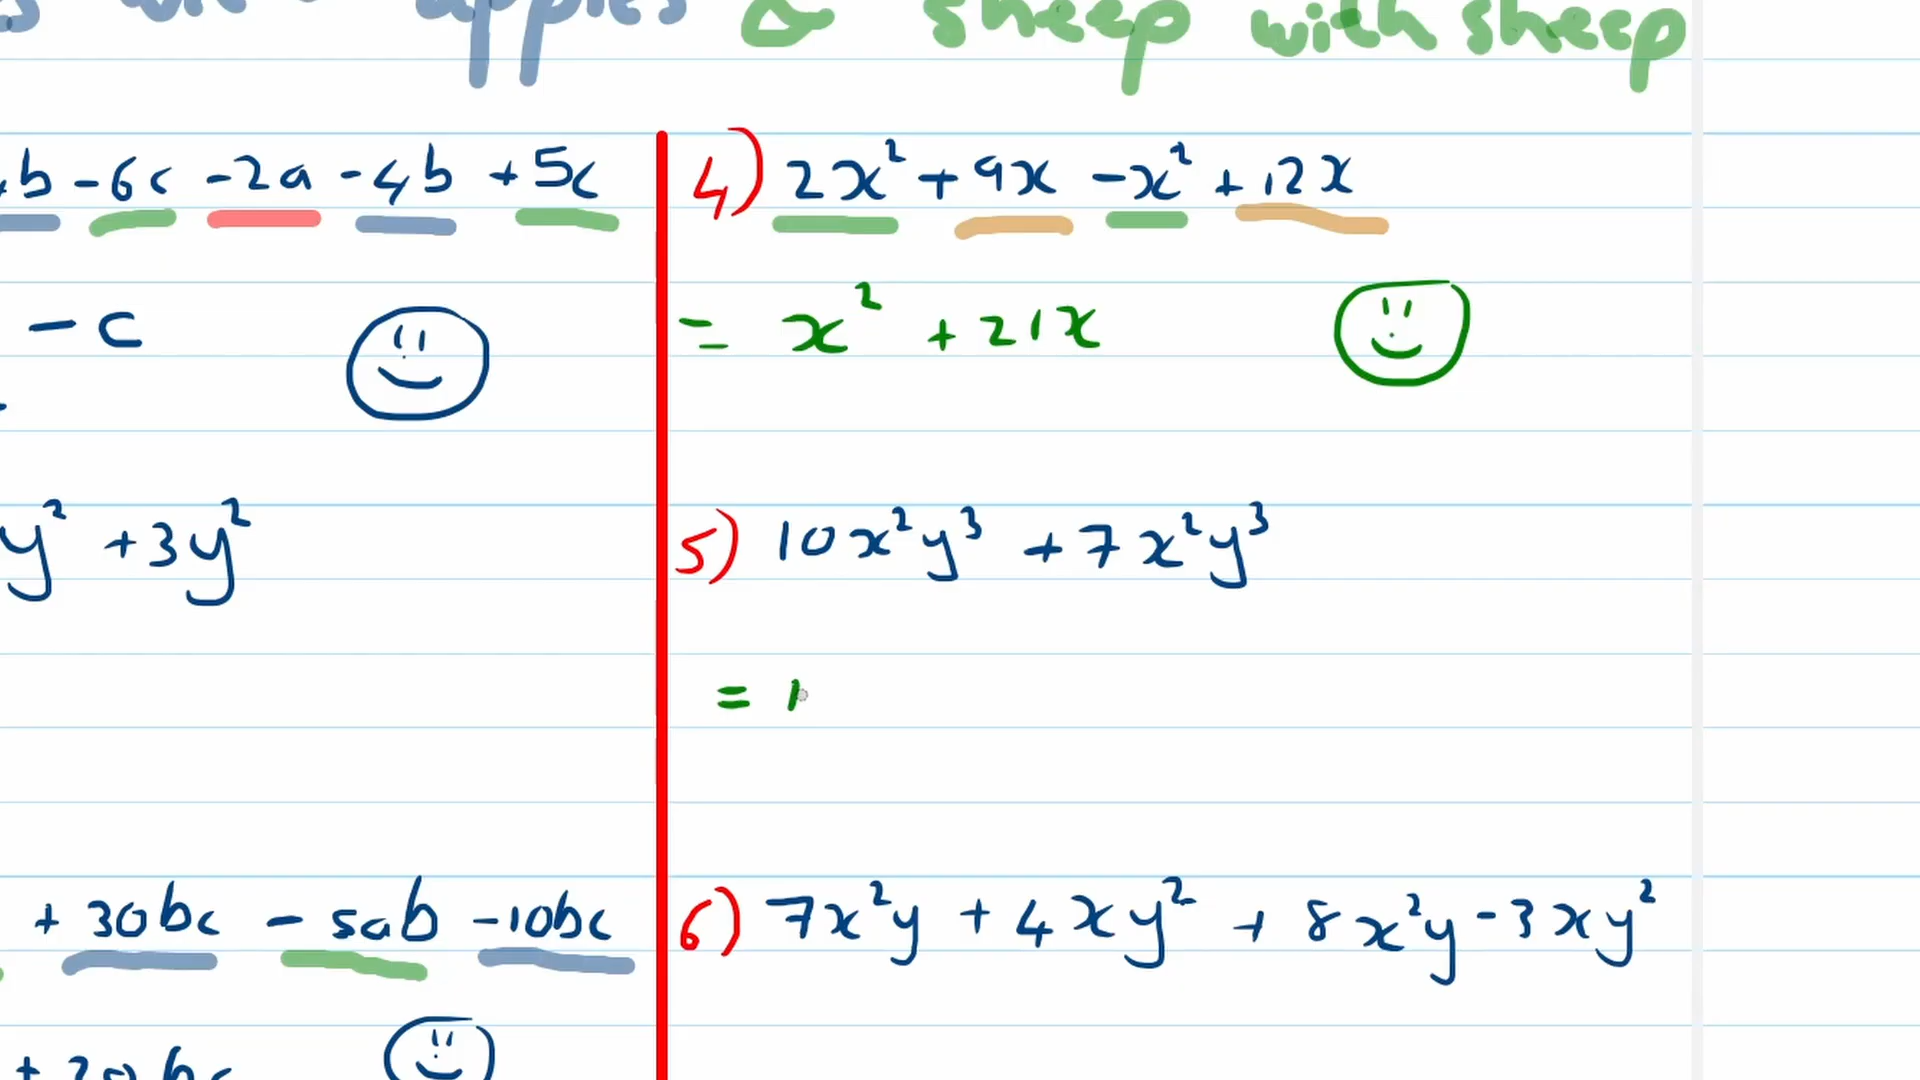 apples & sheep with sheep
b - 6c - 2a - 4b + 5c
- c
y² + 3y²
+ 30bc - 5ab - 10bc
4) 2x² + 9x - x² + 12x
= x² + 21x
5) 10x²y³ + 7x²y³
= 1
6) 7x²y + 4xy² + 8x²y - 3xy²